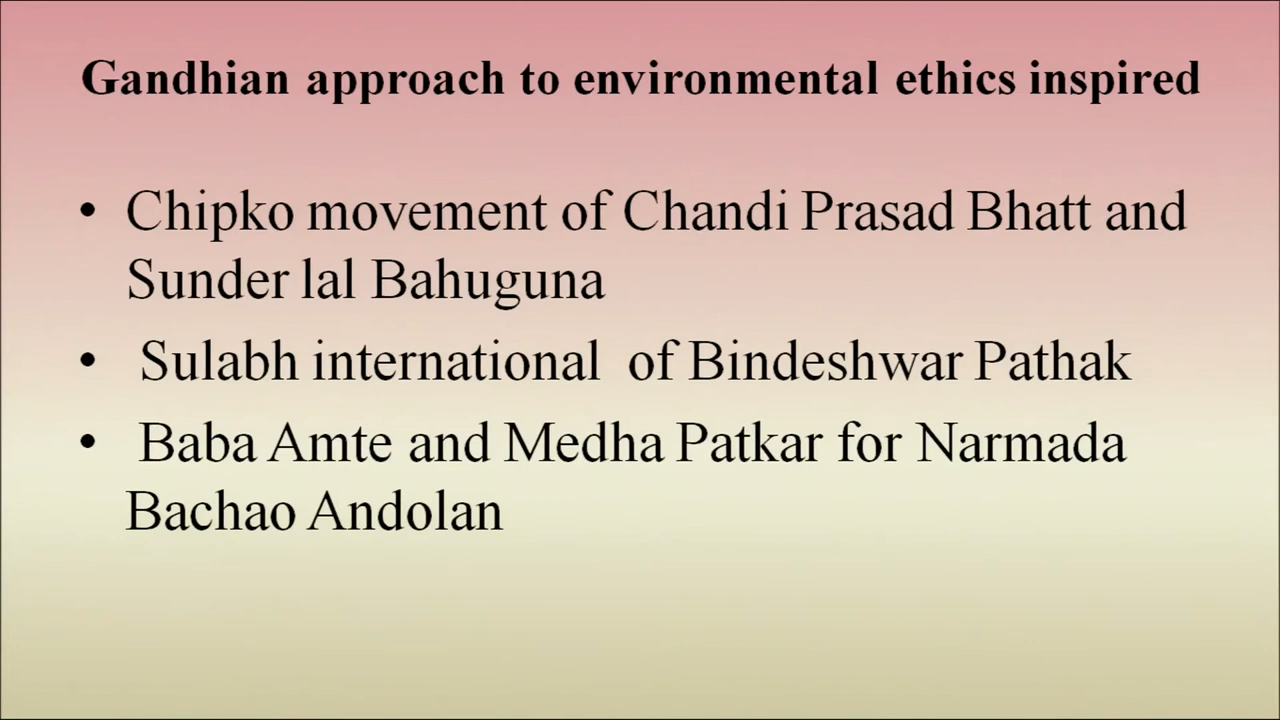 Gandhian approach to environmental ethics inspired
• Chipko movement of Chandi Prasad Bhatt and
Sunder lal Bahuguna
• Sulabh international of Bindeshwar Pathak
• Baba Amte and Medha Patkar for Narmada
Bachao Andolan